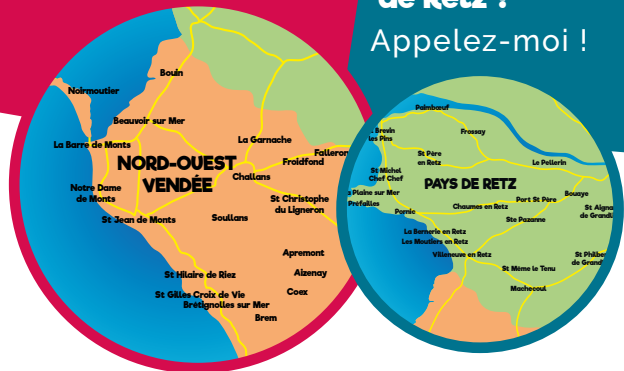 de Retz ?
Appelez-moi !
Bouin
Noirmoutier
Beauvoir sur Mer
La Barre de Monts
La Garnache
Falleron
Froidfond
NORD-OUEST
VENDÉE
Challans
Notre Dame
de Monts
St Christophe
du Ligneron
St Jean de Monts
Soullans
Apremont
St Hilaire de Riez
Aizenay
St Gilles Croix de Vie
Coex
Brétignolles sur Mer
Brem
Paimbœuf
Brevin
les Pins
Frossay
St Père
en Retz
Le Pellerin
St Michel
Chef Chef
PAYS DE RETZ
Plaine sur Mer
Préfailles
Pornic
Chaumes en Retz
Port St Père
Bouaye
St Aigna
de Grandl
Ste Pazanne
La Bernerie en Retz
Les Moutiers en Retz
Villeneuve en Retz
St Philber
de Grand
St Même le Tenu
Machecoul